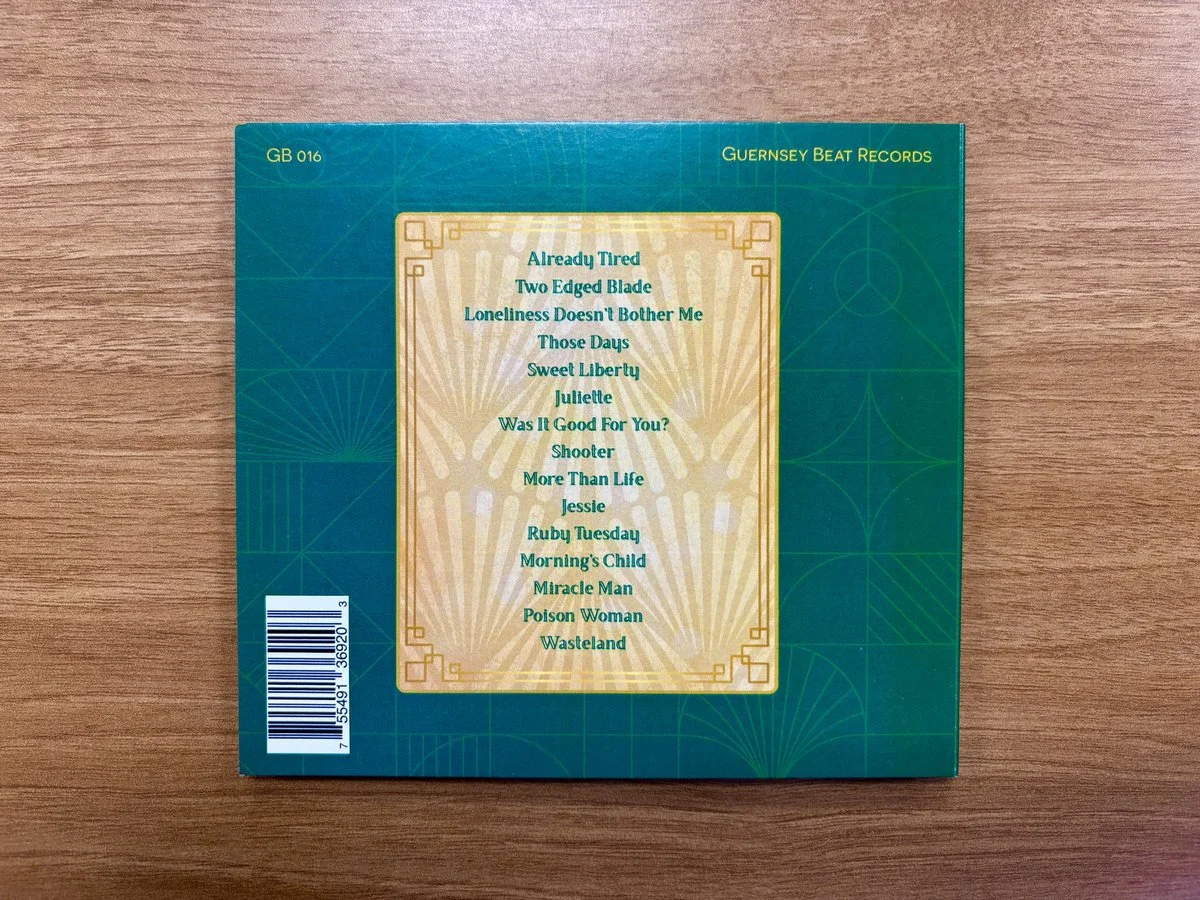 GB 016
Guernsey Beat Records
Already Tired
Two Edged Blade
Loneliness Doesn't Bother Me
Those Days
Sweet Liberty
Juliette
Was It Good For You?
Shooter
More Than Life
Jessie
Ruby Tuesday
Morning's Child
Miracle Man
Poison Woman
Wasteland
7 55491 36920 3